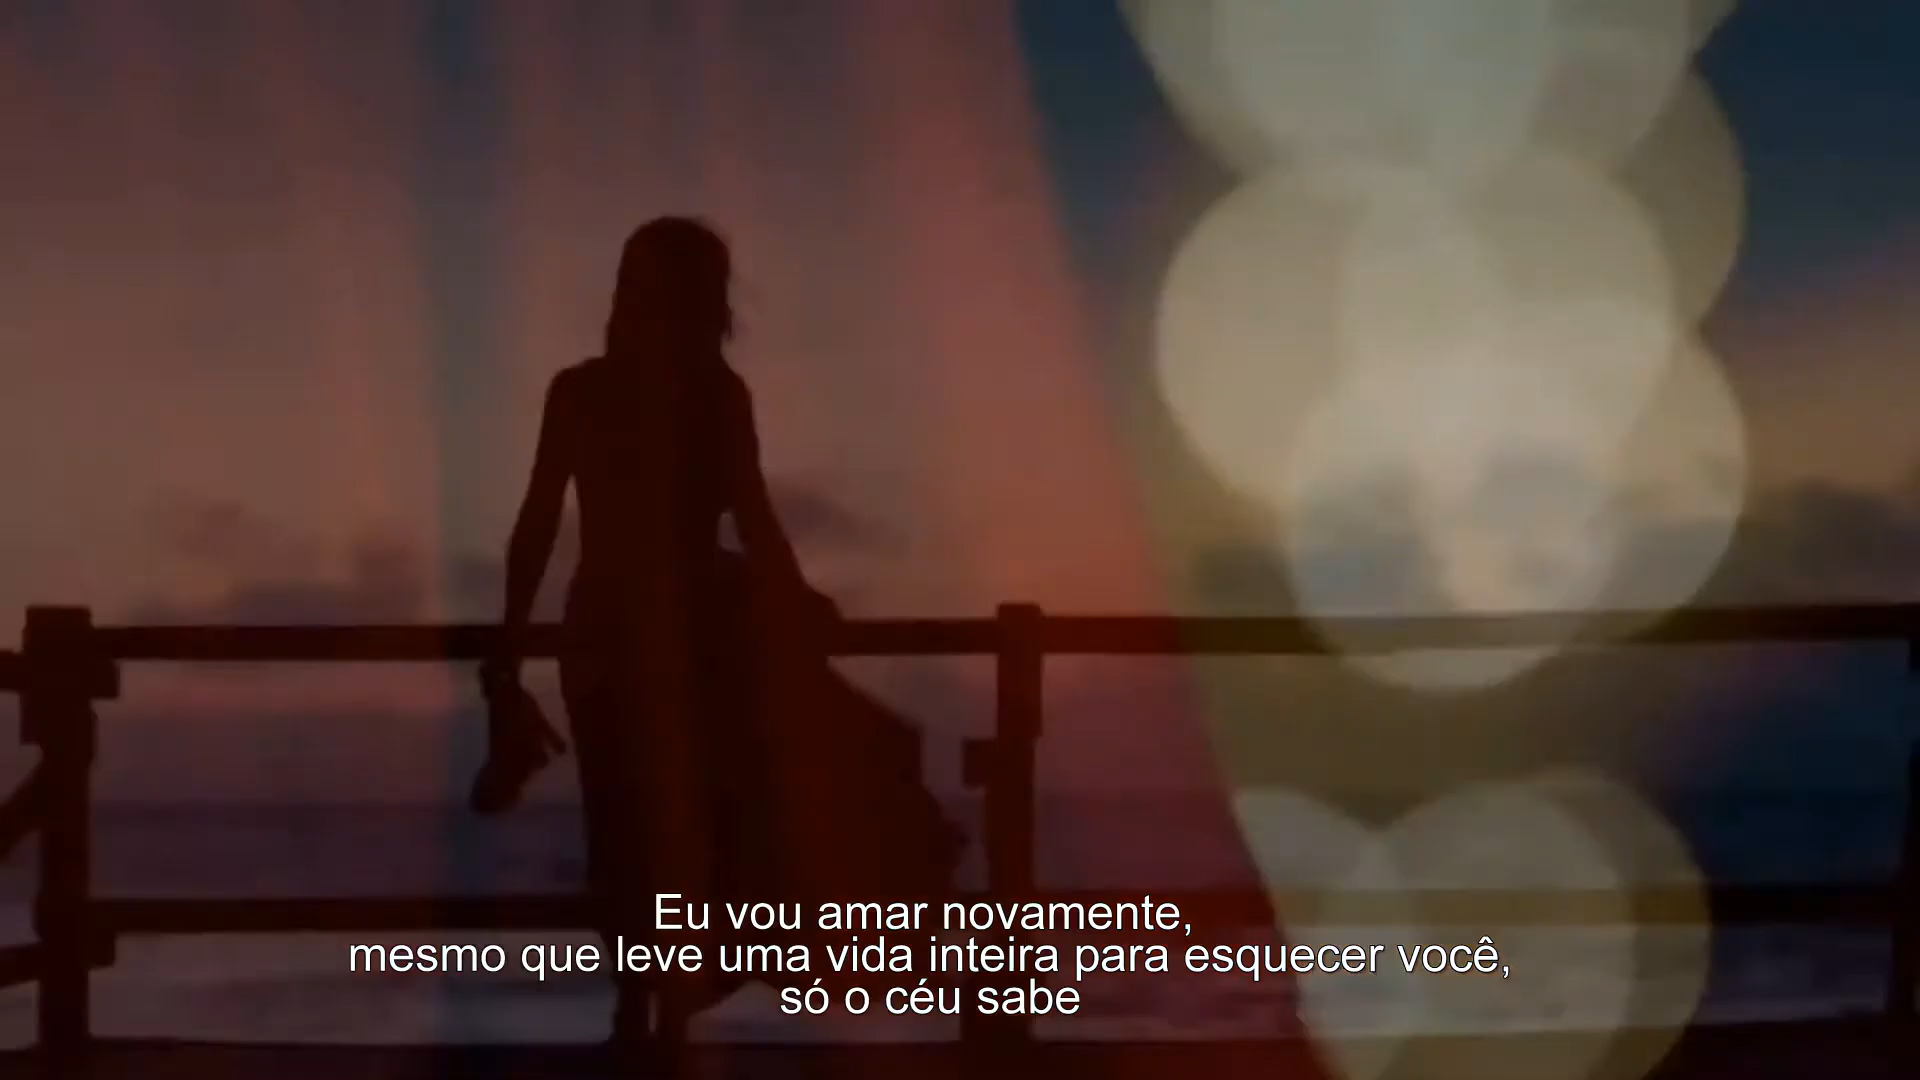 Eu vou amar novamente,
mesmo que leve uma vida inteira para esquecer você,
só o céu sabe